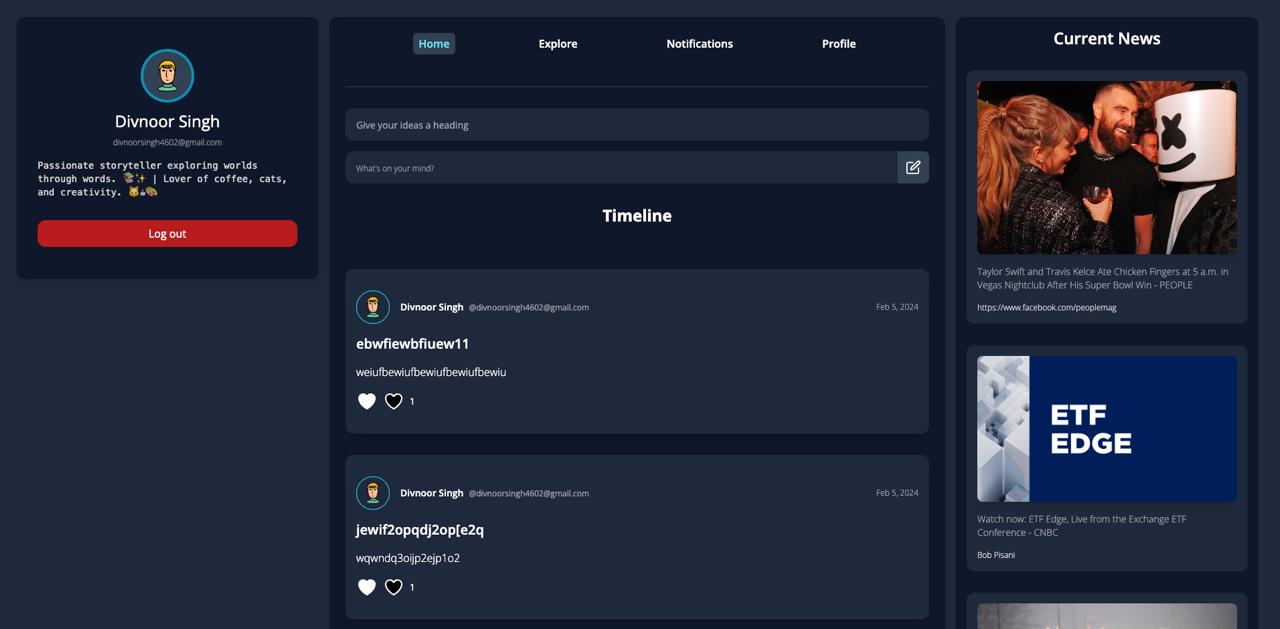 Divnoor Singh
divnoorsingh4602@gmail.com
Passionate storyteller exploring worlds
through words. 📚✨ | Lover of coffee, cats,
and creativity. 🐱☕🎨
Log out
Home Explore Notifications Profile
Give your ideas a heading
What's on your mind?
Timeline
Divnoor Singh @divnoorsingh4602@gmail.com Feb 5, 2024
ebwfiewbfiuew11
weiufbewiufbewiufbewiufbewiu
1
Divnoor Singh @divnoorsingh4602@gmail.com Feb 5, 2024
jewif2opqdj2op[e2q
wqwndq3oijp2ejp1o2
1
Current News
Taylor Swift and Travis Kelce Ate Chicken Fingers at 5 a.m. in
Vegas Nightclub After His Super Bowl Win - PEOPLE
https://www.facebook.com/peoplemag
ETF
EDGE
Watch now: ETF Edge, Live from the Exchange ETF
Conference - CNBC
Bob Pisani